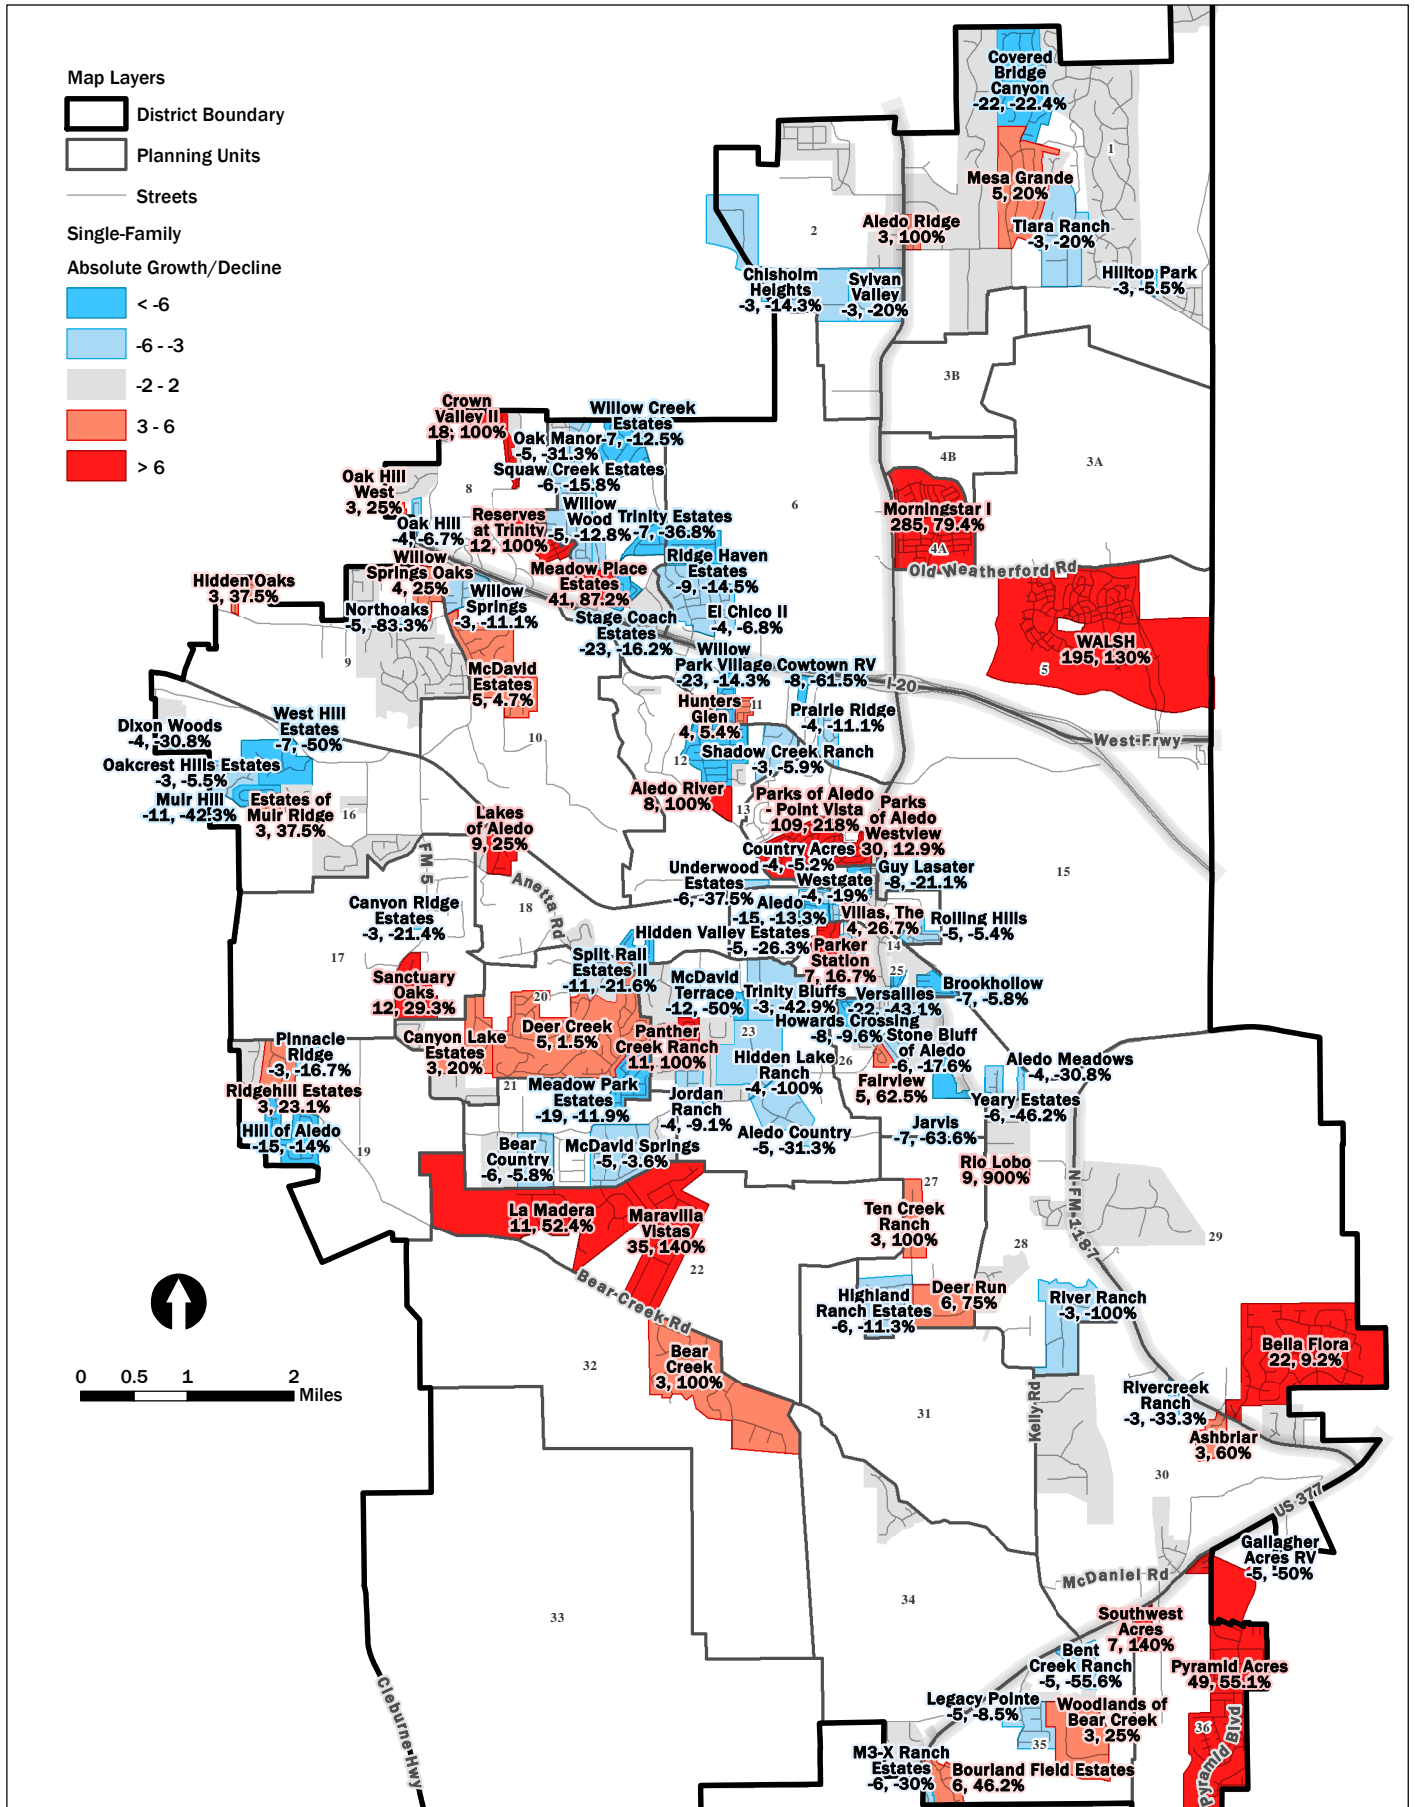 Map Layers
District Boundary
Planning Units
Streets
Single-Family
Absolute Growth/Decline
< -6
-6 - -3
-2 - 2
3 - 6
> 6
Covered
Bridge
Canyon
-22, -22.4%
1
Mesa Grande
5, 20%
Aledo Ridge
3, 100%
Tiara Ranch
-3, -20%
2
Hilltop Park
-3, -5.5%
Chisholm
Heights
-3, -14.3%
Sylvan
Valley
-3, -20%
3B
4B
3A
Crown
Valley II
18, 100%
Willow Creek
Estates
-7, -12.5%
Oak Manor
-5, -31.3%
Squaw Creek Estates
-6, -15.8%
Oak Hill
West
3, 25%
8
6
Oak Hill
-4, -6.7%
Reserves
at Trinity
12, 100%
Willow
Wood
-5, -12.8%
Trinity Estates
-7, -36.8%
Morningstar I
285, 79.4%
4A
Old Weatherford Rd
Ridge Haven
Estates
-9, -14.5%
Willow
Springs Oaks
4, 25%
Meadow Place
Estates
41, 87.2%
Hidden Oaks
3, 37.5%
Northoaks
-5, -83.3%
Willow
Springs
-3, -11.1%
El Chico II
-4, -6.8%
Stage Coach
Estates
-23, -16.2%
WALSH
195, 130%
5
9
McDavid
Estates
5, 4.7%
Willow
Park Village
-23, -14.3%
Cowtown RV
-8, -61.5%
I-20
Hunters
Glen
4, 5.4%
11
Prairie Ridge
-4, -11.1%
West Frwy
Dixon Woods
-4, -30.8%
West Hill
Estates
-7, -50%
10
12
Shadow Creek Ranch
-3, -5.9%
Oakcrest Hills Estates
-3, -5.5%
Muir Hill
-11, -42.3%
Estates of
Muir Ridge
3, 37.5%
16
Aledo River
8, 100%
13
Parks of Aledo
- Point Vista
109, 218%
Parks
of Aledo
Westview
30, 12.9%
Lakes
of Aledo
9, 25%
FM 5
Country Acres
-4, -5.2%
Underwood
Estates
-6, -37.5%
Westgate
-4, -19%
Guy Lasater
-8, -21.1%
15
Anetta Rd
18
Canyon Ridge
Estates
-3, -21.4%
Aledo
-15, -13.3%
Villas, The
4, 26.7%
Rolling Hills
-5, -5.4%
Hidden Valley Estates
-5, -26.3%
14
17
Split Rail
Estates II
-11, -21.6%
Parker
Station
7, 16.7%
25
Sanctuary
Oaks
12, 29.3%
20
McDavid
Terrace
-12, -50%
Trinity Bluffs
-3, -42.9%
Versailles
-22, -43.1%
Brookhollow
-7, -5.8%
Howards Crossing
-8, -9.6%
Pinnacle
Ridge
-3, -16.7%
Canyon Lake
Estates
3, 20%
Deer Creek
5, 1.5%
Panther
Creek Ranch
11, 100%
23
Hidden Lake
Ranch
-4, -100%
26
Stone Bluff
of Aledo
-6, -17.6%
Aledo Meadows
-4, -30.8%
Fairview
5, 62.5%
Ridgehill Estates
3, 23.1%
21
Meadow Park
Estates
-19, -11.9%
Jordan
Ranch
-4, -9.1%
Yeary Estates
-6, -46.2%
Hill of Aledo
-15, -14%
19
Bear
Country
-6, -5.8%
McDavid Springs
-5, -3.6%
Aledo Country
-5, -31.3%
Jarvis
-7, -63.6%
Rio Lobo
9, 900%
27
N FM 1187
La Madera
11, 52.4%
Maravilla
Vistas
35, 140%
Ten Creek
Ranch
3, 100%
28
29
22
Bear Creek Rd
Highland
Ranch Estates
-6, -11.3%
Deer Run
6, 75%
River Ranch
-3, -100%
0 0.5 1 2
Miles
32
Bear
Creek
3, 100%
Bella Flora
22, 9.2%
Kelly Rd
Rivercreek
Ranch
-3, -33.3%
31
Ashbriar
3, 60%
30
US 377
Gallagher
Acres RV
-5, -50%
McDaniel Rd
34
33
Southwest
Acres
7, 140%
Bent
Creek Ranch
-5, -55.6%
Pyramid Acres
49, 55.1%
Cleburne Hwy
Legacy Pointe
-5, -8.5%
Woodlands of
Bear Creek
3, 25%
35
36
Pyramid Blvd
M3-X Ranch
Estates
-6, -30%
Bourland Field Estates
6, 46.2%